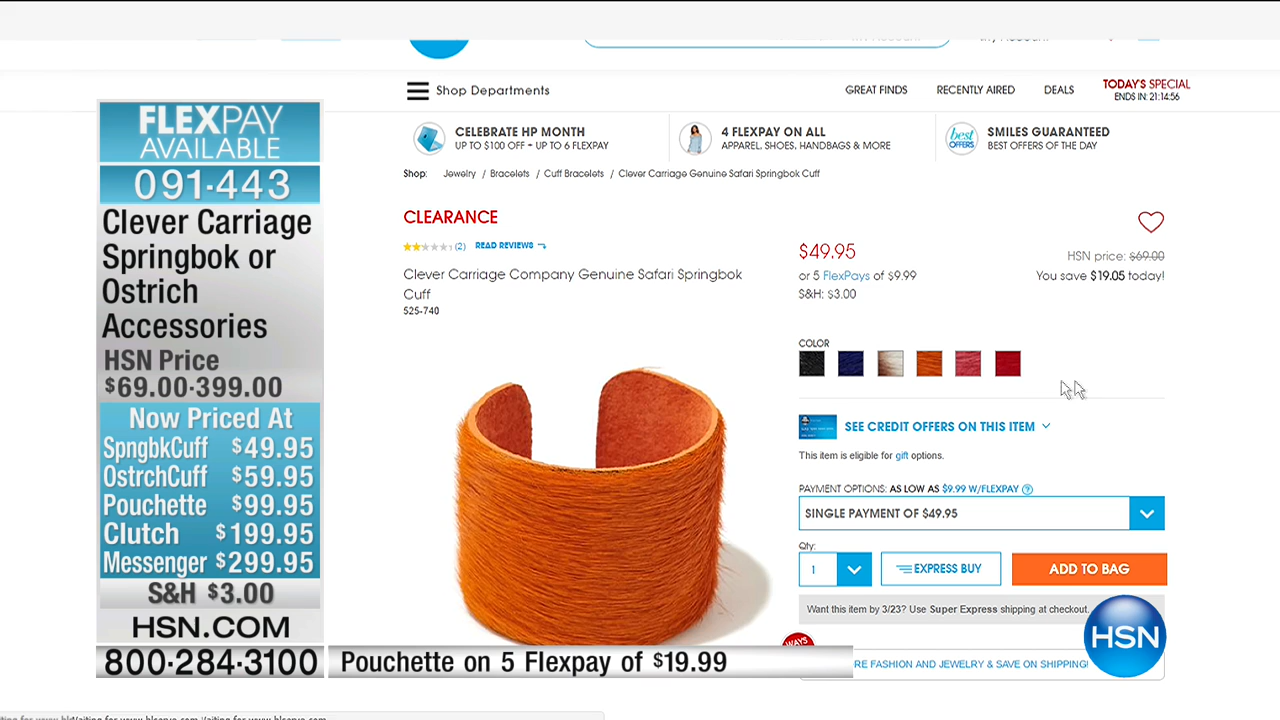 Shop Departments
GREAT FINDS
RECENTLY AIRED
DEALS
TODAY'S SPECIAL
ENDS IN: 21:14:56
CELEBRATE HP MONTH
UP TO $100 OFF + UP TO 6 FLEXPAY
4 FLEXPAY ON ALL
APPAREL, SHOES, HANDBAGS & MORE
best OFFERS
SMILES GUARANTEED
BEST OFFERS OF THE DAY
Shop: Jewelry / Bracelets / Cuff Bracelets / Clever Carriage Genuine Safari Springbok Cuff
FLEXPAY
AVAILABLE
091-443
Clever Carriage
Springbok or
Ostrich
Accessories
HSN Price
$69.00-399.00
Now Priced At
SpngbkCuff $49.95
OstrchCuff $59.95
Pouchette $99.95
Clutch $199.95
Messenger $299.95
S&H $3.00
HSN.COM
800-284-3100
CLEARANCE
(2) READ REVIEWS
Clever Carriage Company Genuine Safari Springbok
Cuff
525-740
$49.95
or 5 FlexPays of $9.99
S&H: $3.00
HSN price: $69.00
You save $19.05 today!
COLOR
SEE CREDIT OFFERS ON THIS ITEM
This item is eligible for gift options.
PAYMENT OPTIONS: AS LOW AS $9.99 W/FLEXPAY ?
SINGLE PAYMENT OF $49.95
Qty:
1
EXPRESS BUY
ADD TO BAG
Want this item by 3/23? Use Super Express shipping at checkout.
HSN
RE FASHION AND JEWELRY & SAVE ON SHIPPING!
Pouchette on 5 Flexpay of $19.99